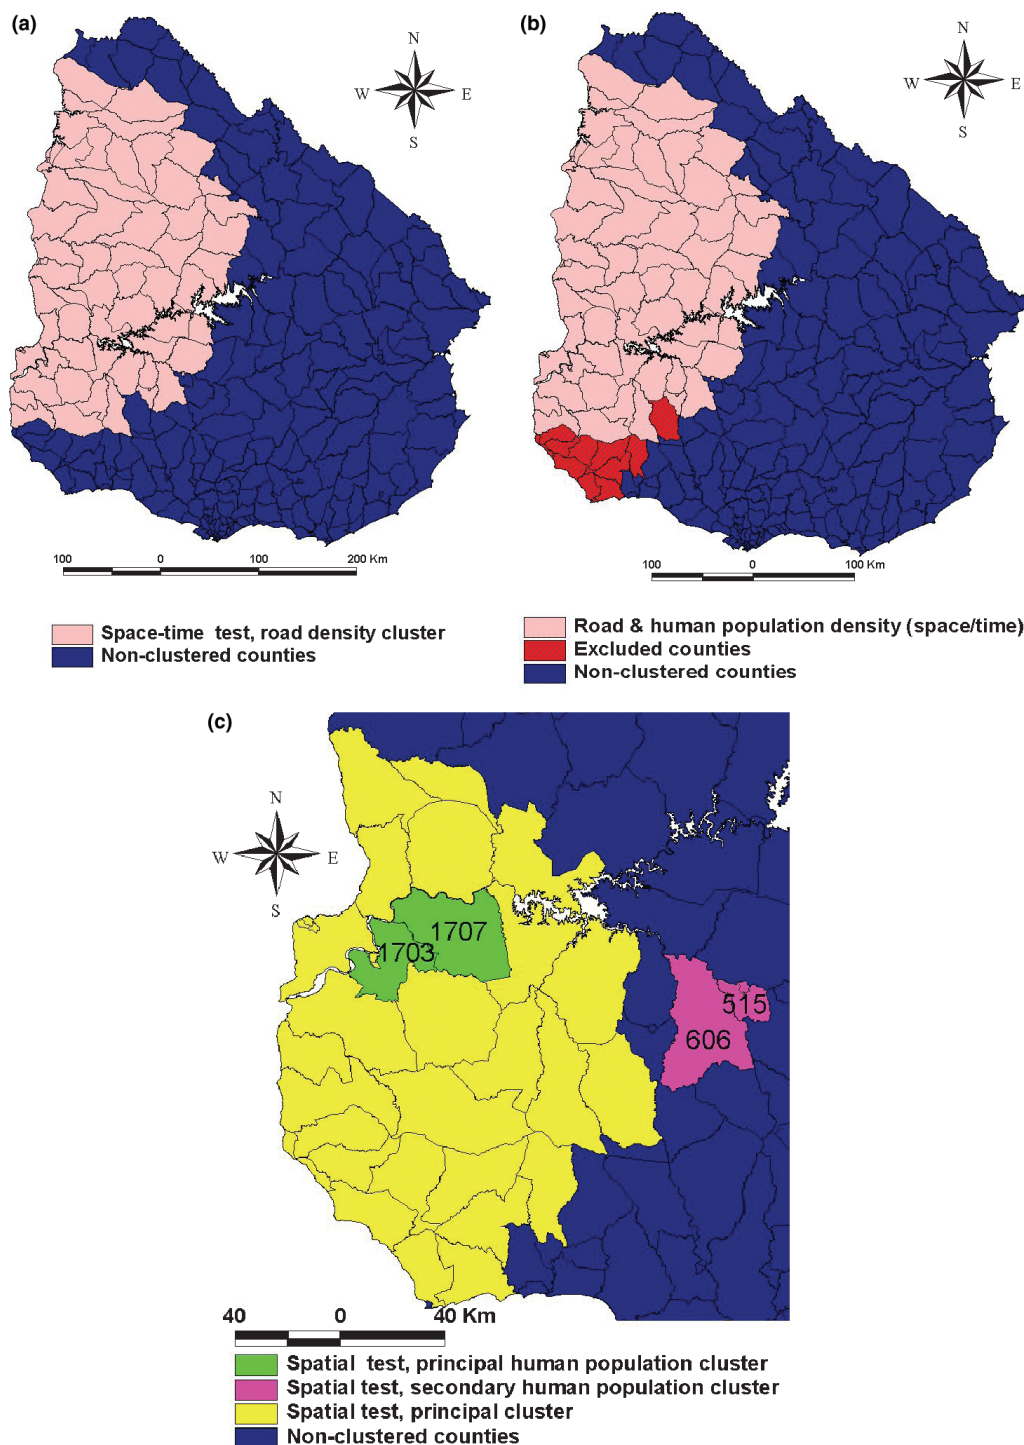 (a)
N
W E
S
100 0 100 200 Km
Space-time test, road density cluster
Non-clustered counties
(b)
N
W E
S
100 0 100 Km
Road & human population density (space/time)
Excluded counties
Non-clustered counties
(c)
N
W E
S
1707
1703
515
606
40 0 40 Km
Spatial test, principal human population cluster
Spatial test, secondary human population cluster
Spatial test, principal cluster
Non-clustered counties